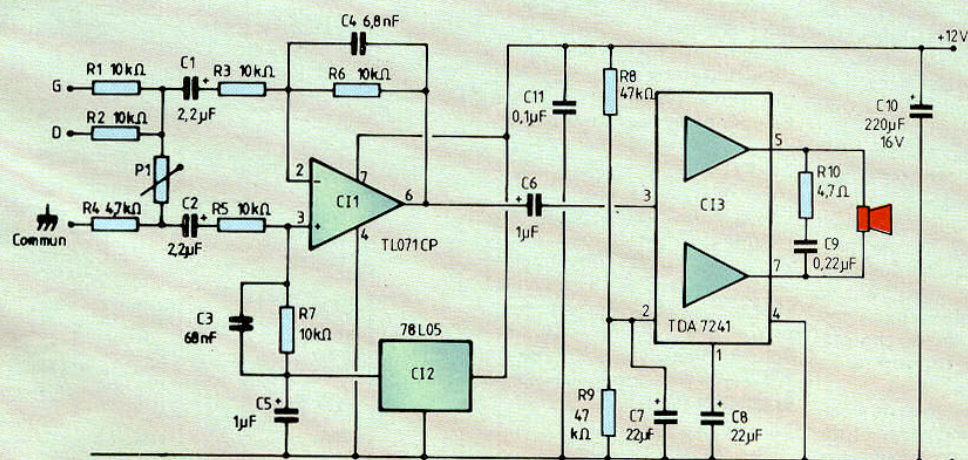 C4 6,8nF
+12V
R1 10kΩ
C1
+
R3 10kΩ
R6 10kΩ
G
2,2µF
R8
47kΩ
C11
0,1µF
+
C10
220µF
16V
R2 10kΩ
D
P1
5
R10
4,7Ω
2
-
7
CI1
6
+
C6
1µF
3
CI3
R4 4,7kΩ
C2
+
R5 10kΩ
3
+
4
Commun
2,2µF
TL071CP
C9
0,22µF
7
C3
68nF
R7
10kΩ
78L05
2
TDA 7241
4
CI2
1
C5
+
1µF
R9
47
kΩ
+
C7
22µF
+
C8
22µF